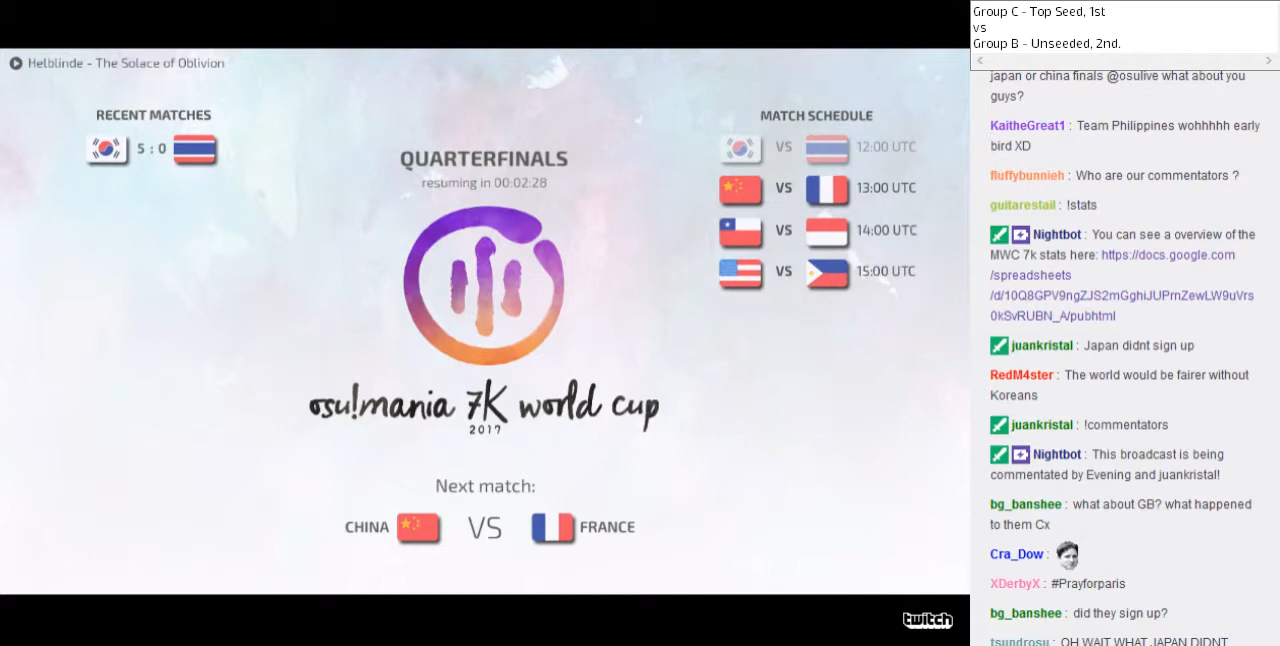 Helblinde - The Solace of Oblivion
RECENT MATCHES
5 : 0
QUARTERFINALS
resuming in 00:02:28
osu!mania 7K world cup
2017
Next match:
CHINA VS FRANCE
MATCH SCHEDULE
VS 12:00 UTC
VS 13:00 UTC
VS 14:00 UTC
VS 15:00 UTC
twitch
Group C - Top Seed, 1st
vs
Group B - Unseeded, 2nd.
japan or china finals @osulive what about you
guys?
KaitheGreat1 : Team Philippines wohhhhh early
bird XD
fluffybunnieh : Who are our commentators ?
guitarestail : !stats
Nightbot : You can see a overview of the
MWC 7k stats here: https://docs.google.com
/spreadsheets
/d/10Q8GPV9ngZJS2mGghiJUPrnZewLW9uVrs
0kSvRUBN_A/pubhtml
juankristal : Japan didnt sign up
RedM4ster : The world would be fairer without
Koreans
juankristal : !commentators
Nightbot : This broadcast is being
commentated by Evening and juankristal!
bg_banshee : what about GB? what happened
to them Cx
Cra_Dow :
XDerbyX : #Prayforparis
bg_banshee : did they sign up?
tsundrosu : OH WAIT WHAT JAPAN DIDNT